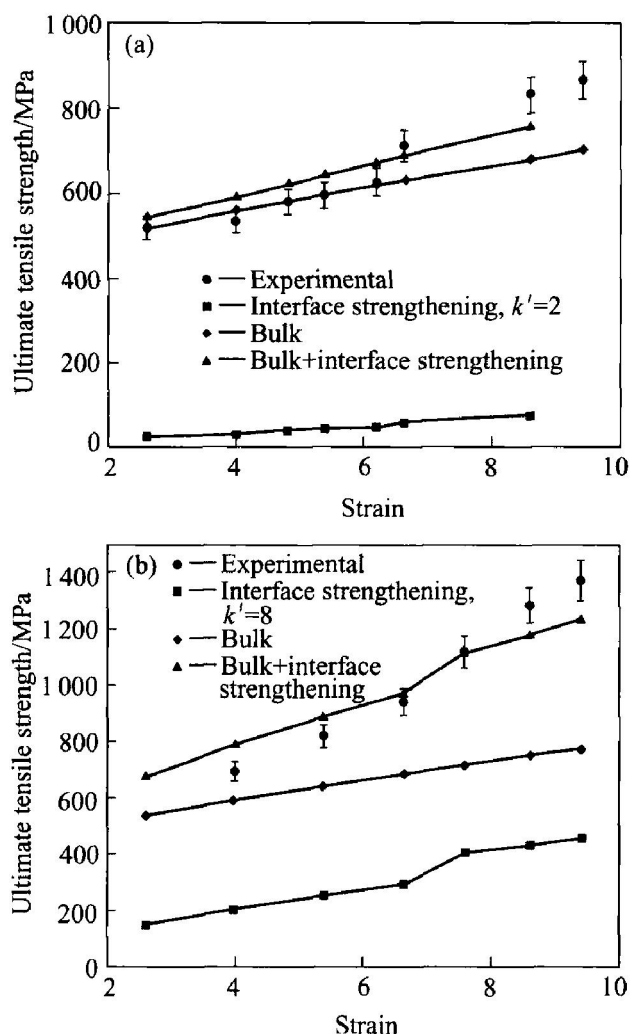 (a)
1 000
800
600
400
200
0
Ultimate tensile strength/MPa
Experimental
Interface strengthening, k'=2
Bulk
Bulk+interface strengthening
2
4
6
8
10
Strain
(b)
1 400
1 200
1 000
800
600
400
200
0
Ultimate tensile strength/MPa
Experimental
Interface strengthening,
k'=8
Bulk
Bulk+interface
strengthening
2
4
6
8
10
Strain